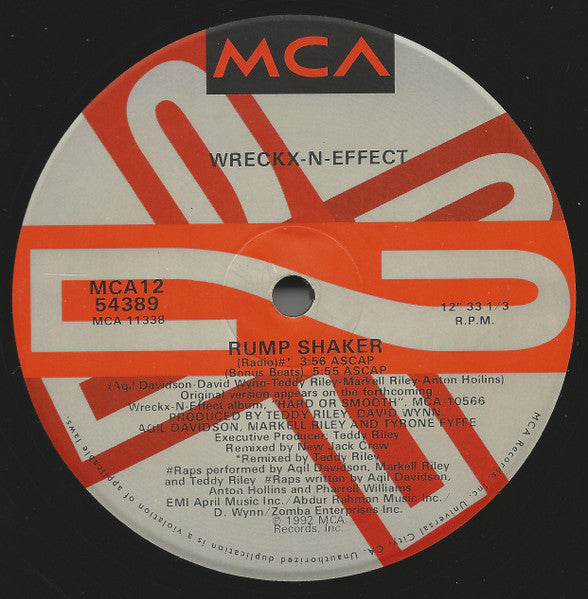 MCA
WRECKX-N-EFFECT
MCA12
54389
MCA 11338
12" 33 1/3
R.P.M.
RUMP SHAKER
(Radio)#* 3:56 ASCAP
(Bonus Beats) 5:55 ASCAP
(Aqil Davidson-David Wynn-Teddy Riley-Markell Riley-Anton Hoilins)
Original version appears on the forthcoming
Wreckx-N-Effect album, "HARD OR SMOOTH", MCA 10566
PRODUCED BY TEDDY RILEY, DAVID WYNN,
AQIL DAVIDSON, MARKELL RILEY AND TYRONE FYFFE
Executive Producer: Teddy Riley
Remixed by New Jack Crew
*Remixed by Teddy Riley
#Raps performed by Aqil Davidson, Markell Riley
and Teddy Riley #Raps written by Aqil Davidson,
Anton Hollins and Pharrell Williams
EMI April Music Inc./Abdur Rahman Music Inc./
D. Wynn/Zomba Enterprises Inc.
℗ 1992 MCA
Records, Inc.
MCA Records, Inc. Universal City, CA. Unauthorized duplication is a violation of applicable laws.